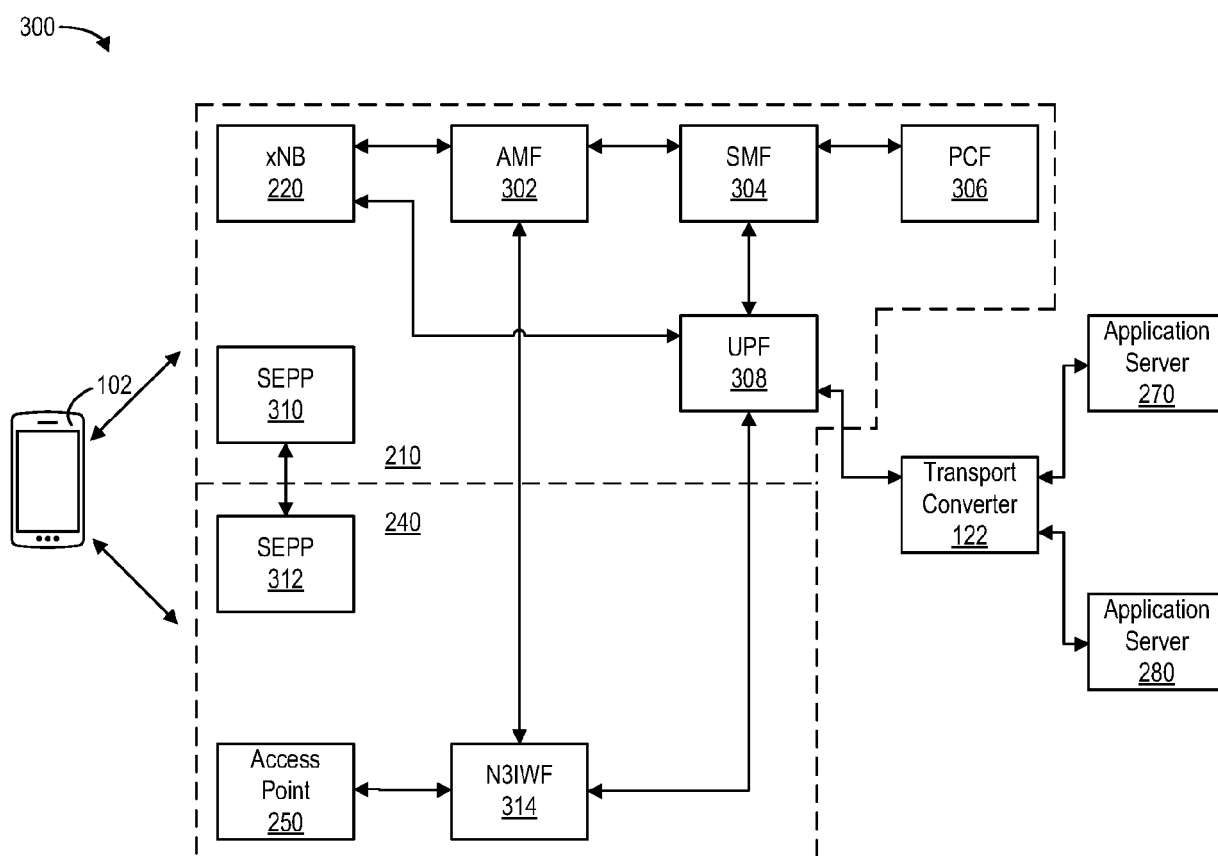 300
xNB
220
AMF
302
SMF
304
PCF
306
UPF
308
Application
Server
270
102
SEPP
310
210
Transport
Converter
122
240
SEPP
312
Application
Server
280
Access
Point
250
N3IWF
314